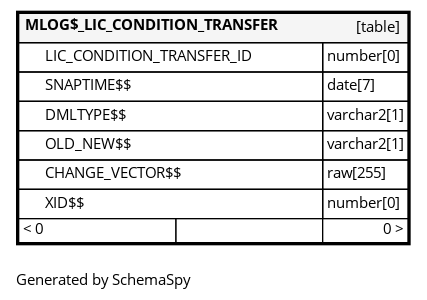 MLOG$_LIC_CONDITION_TRANSFER [table]
LIC_CONDITION_TRANSFER_ID number[0]
SNAPTIME$$ date[7]
DMLTYPE$$ varchar2[1]
OLD_NEW$$ varchar2[1]
CHANGE_VECTOR$$ raw[255]
XID$$ number[0]
< 0 0 >
Generated by SchemaSpy